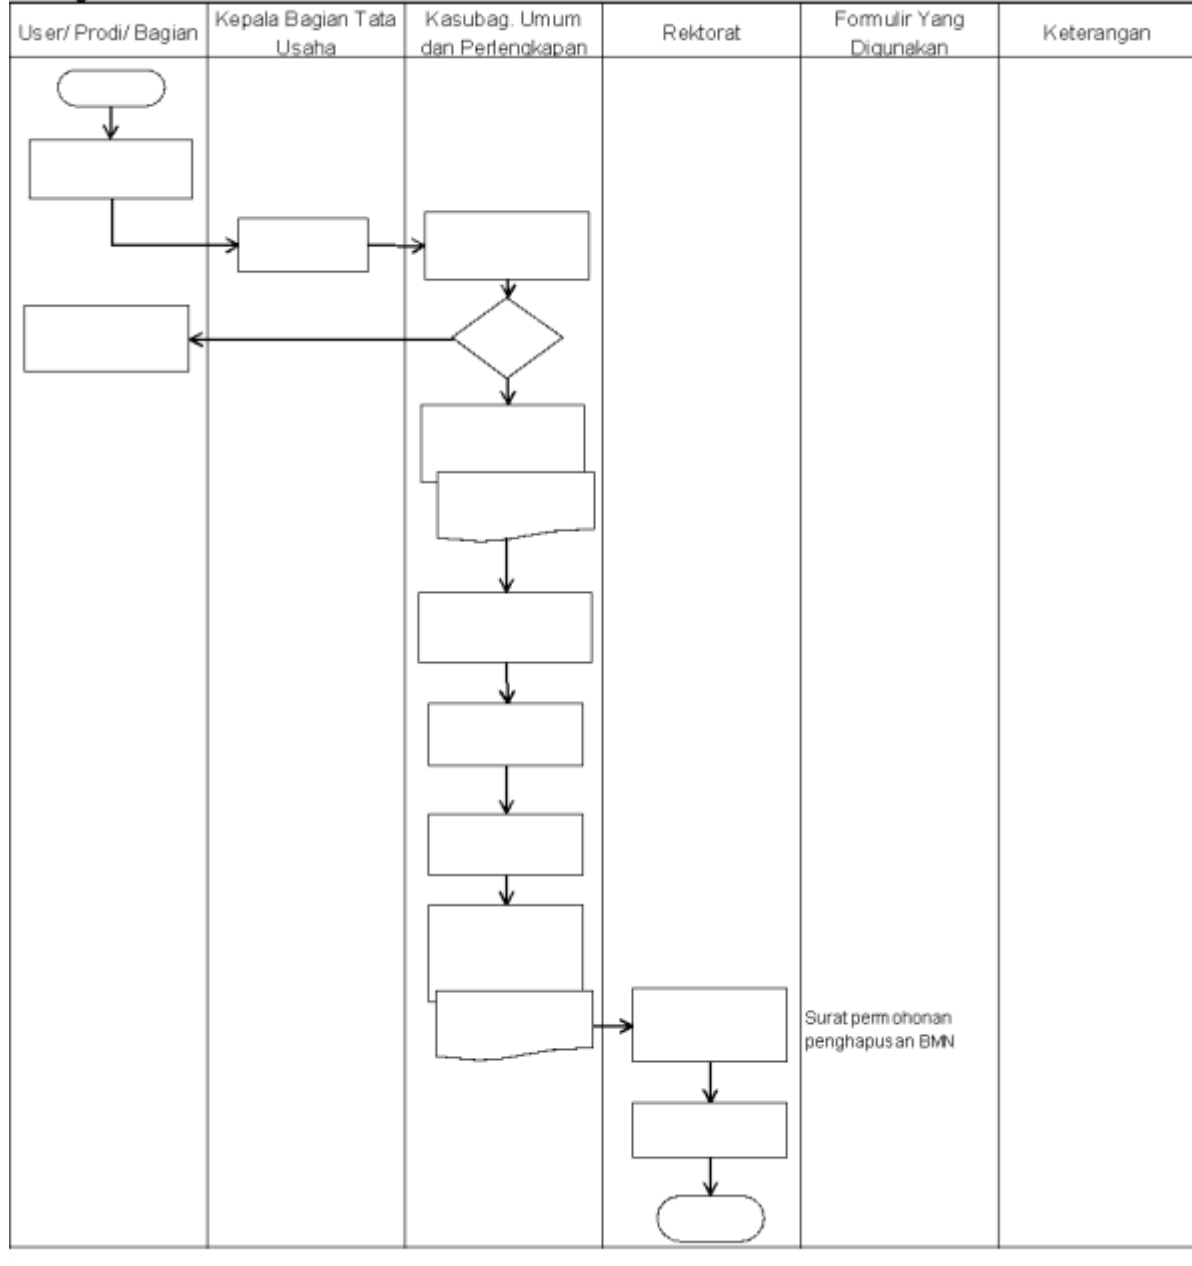 User/ Prodi/ Bagian
Kepala Bagian Tata
Usaha
Kasubag. Umum
dan Perlengkapan
Rektorat
Formulir Yang
Digunakan
Keterangan
Surat permohonan
penghapusan BMN